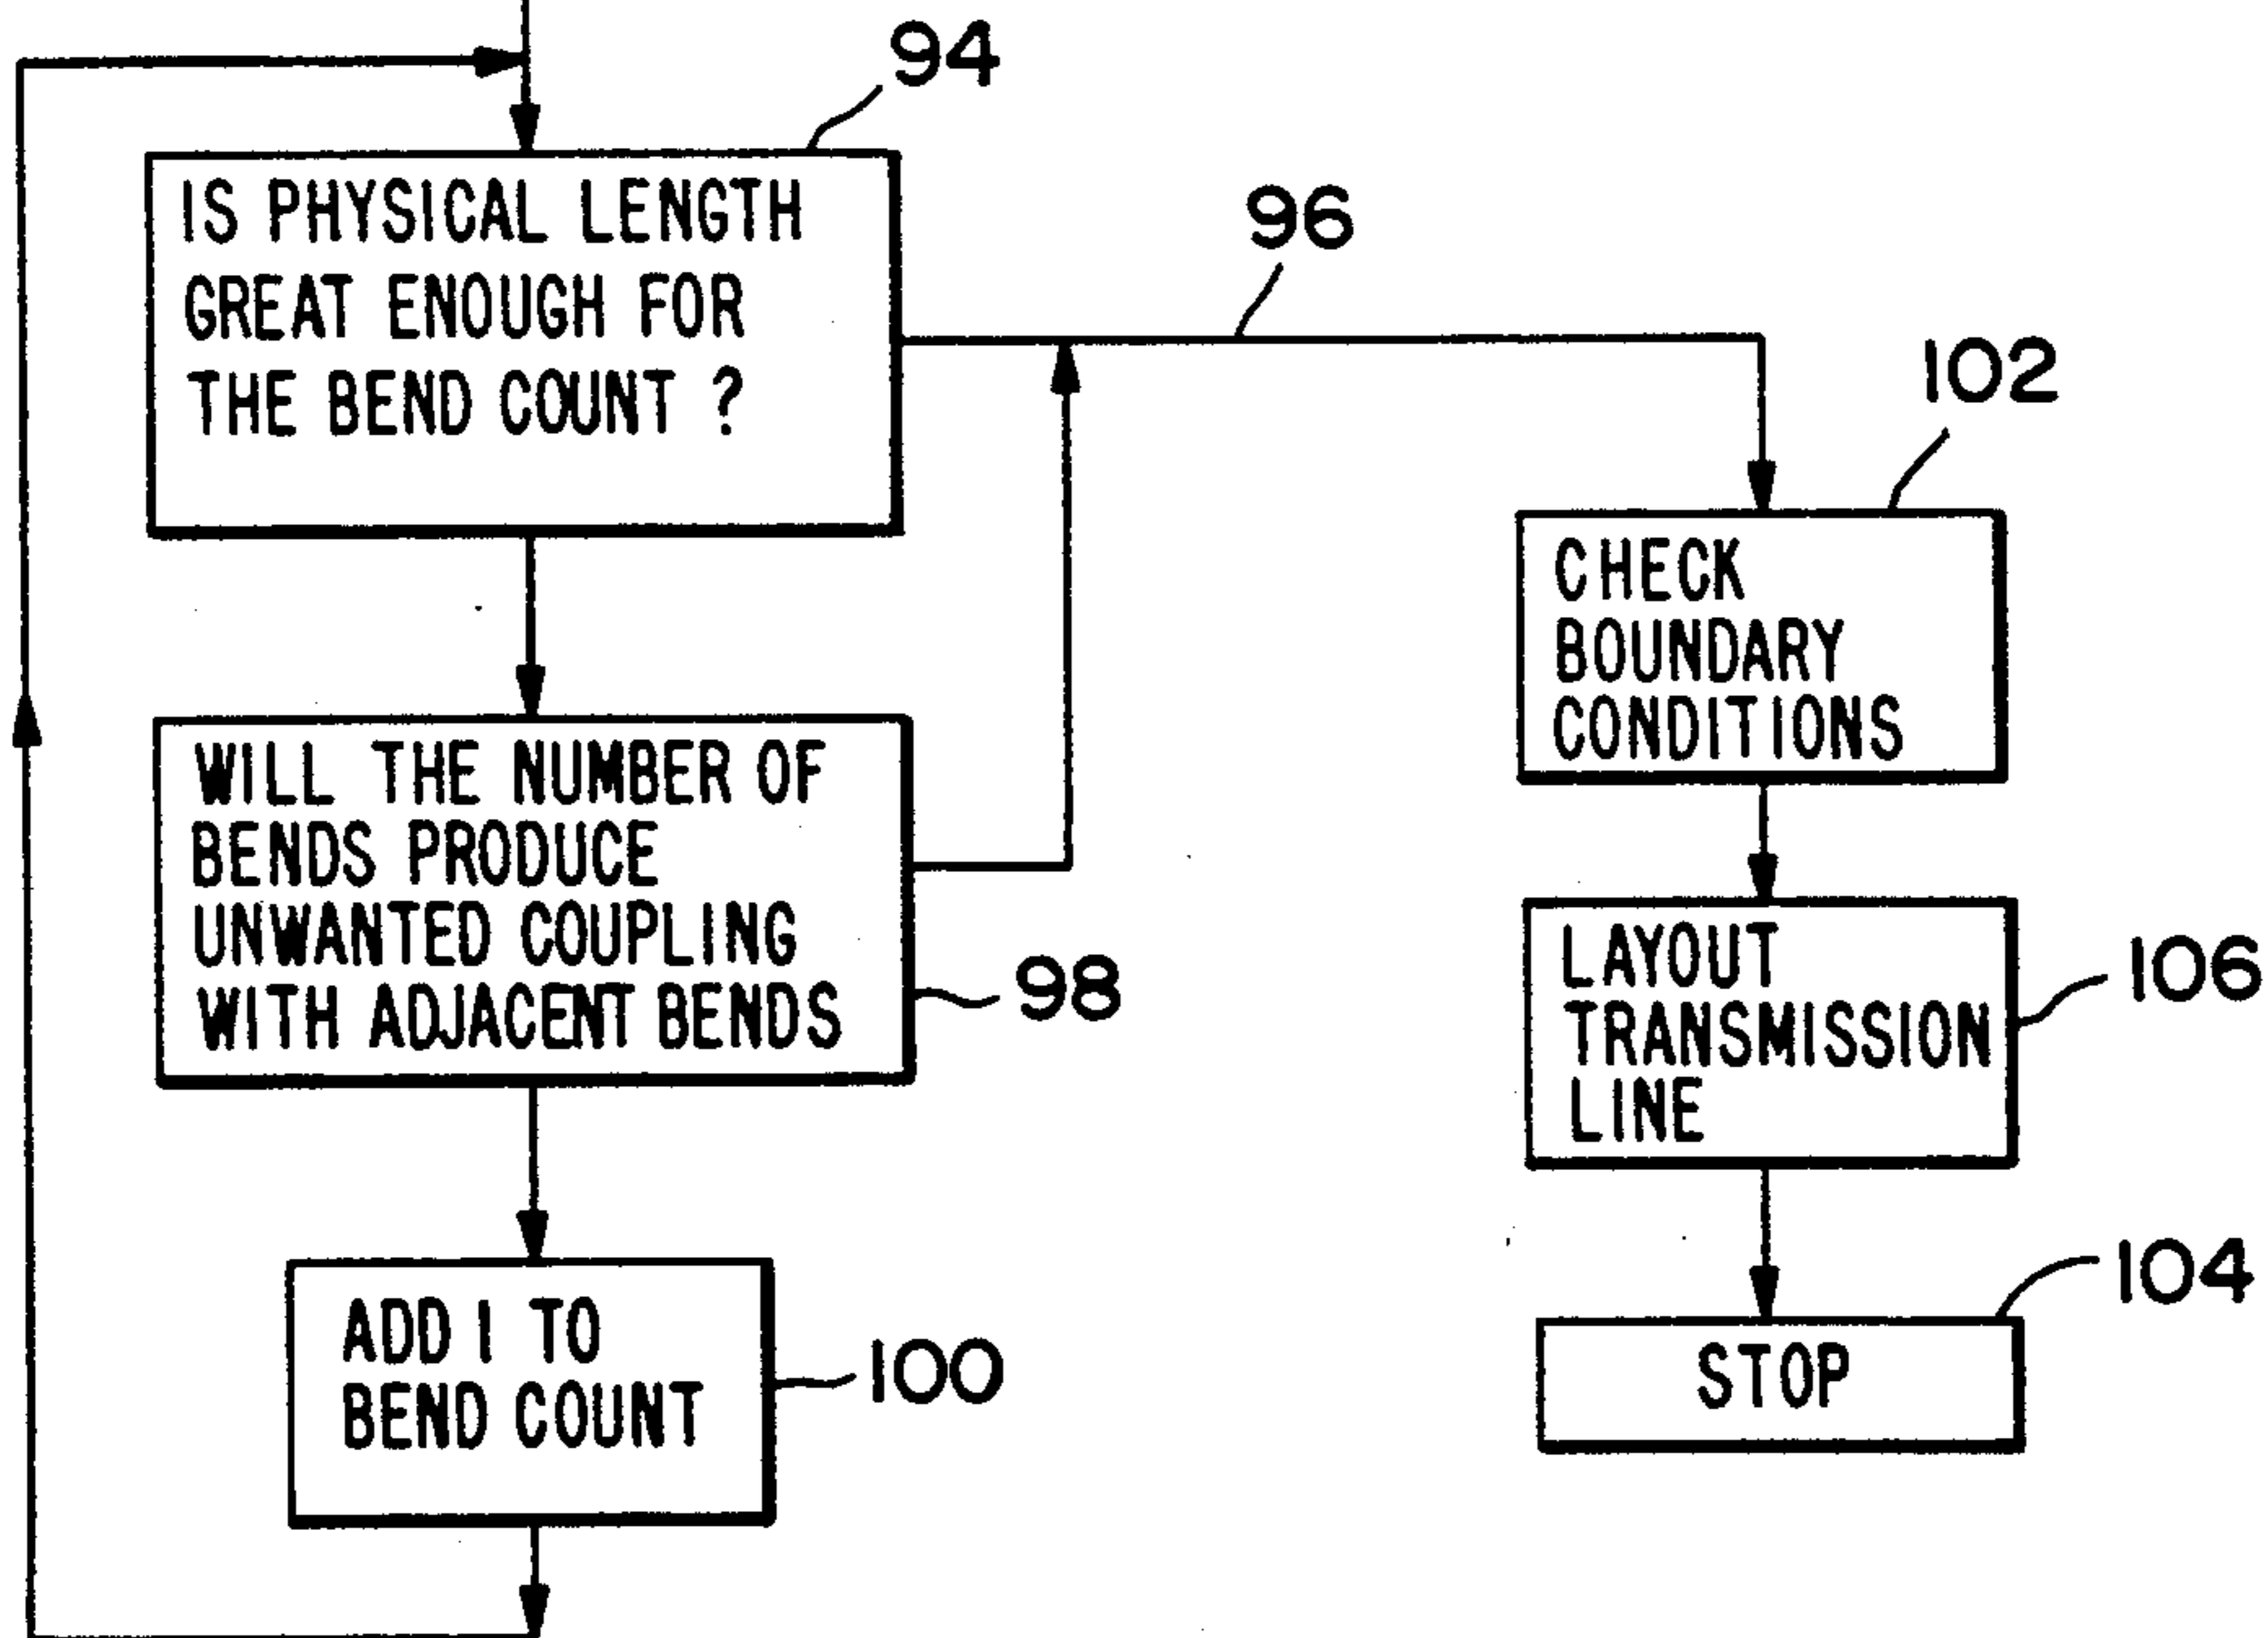 94
IS PHYSICAL LENGTH
GREAT ENOUGH FOR
THE BEND COUNT ?
96
102
CHECK
BOUNDARY
CONDITIONS
WILL THE NUMBER OF
BENDS PRODUCE
UNWANTED COUPLING
WITH ADJACENT BENDS
98
LAYOUT
TRANSMISSION
LINE
106
ADD 1 TO
BEND COUNT
100
104
STOP